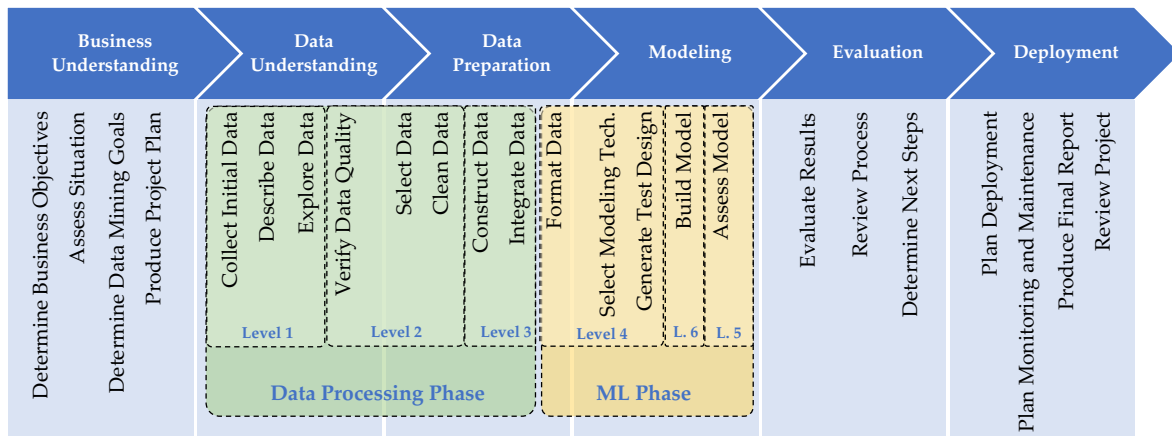 Business
Understanding
Data
Understanding
Data
Preparation
Modeling
Evaluation
Deployment
Determine Business Objectives
Assess Situation
Determine Data Mining Goals
Produce Project Plan
Collect Initial Data
Describe Data
Explore Data
Verify Data Quality
Select Data
Clean Data
Construct Data
Integrate Data
Format Data
Select Modeling Tech.
Generate Test Design
Build Model
Assess Model
Evaluate Results
Review Process
Determine Next Steps
Plan Deployment
Plan Monitoring and Maintenance
Produce Final Report
Review Project
Level 1
Level 2
Level 3
Level 4
L. 6
L. 5
Data Processing Phase
ML Phase